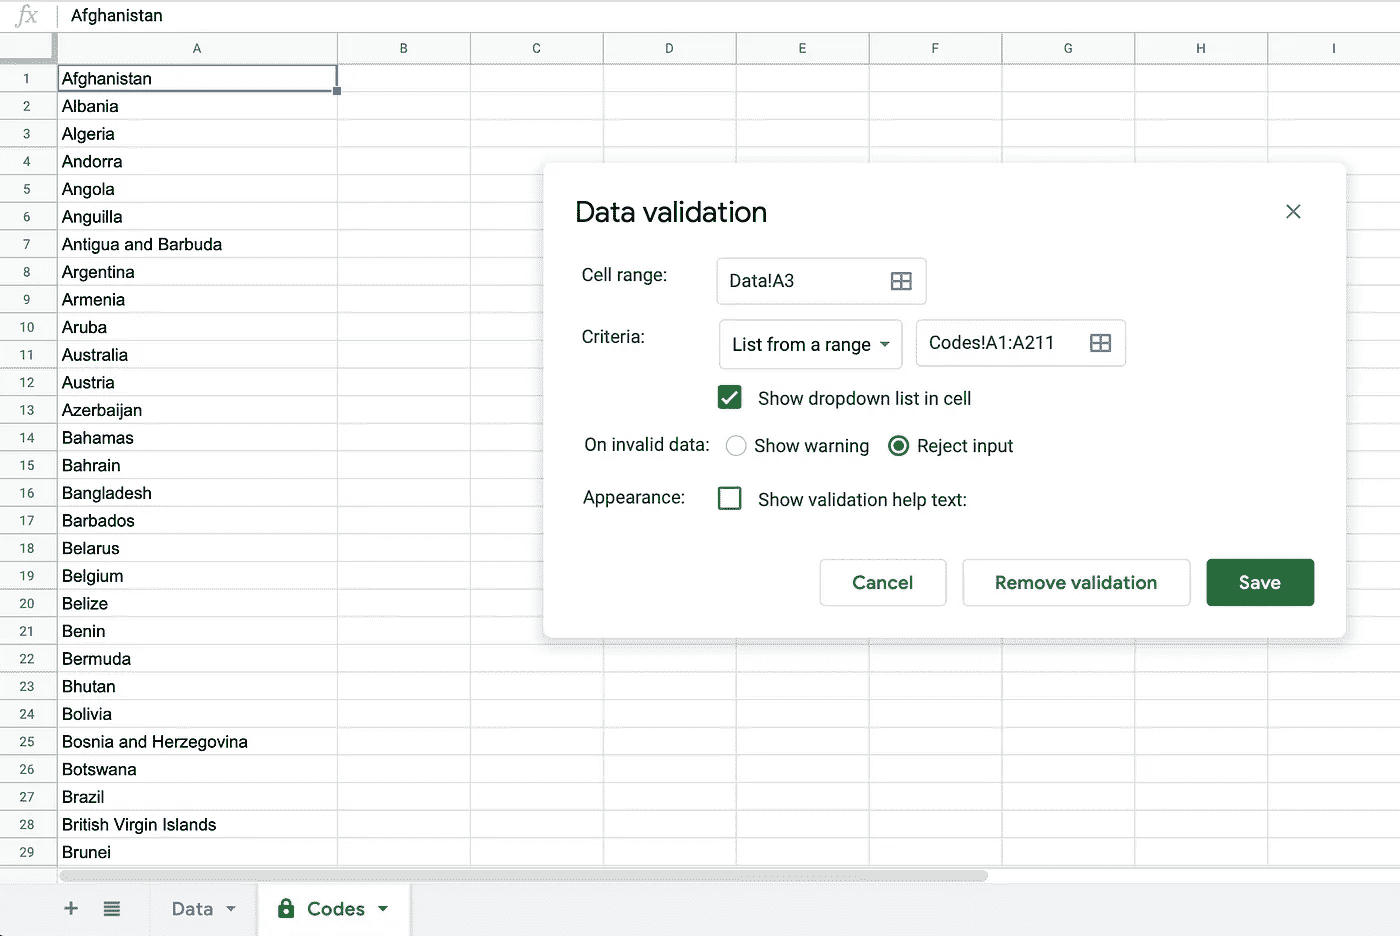 fx Afghanistan
A B C D E F G H I
1 Afghanistan
2 Albania
3 Algeria
4 Andorra
5 Angola
6 Anguilla
7 Antigua and Barbuda
8 Argentina
9 Armenia
10 Aruba
11 Australia
12 Austria
13 Azerbaijan
14 Bahamas
15 Bahrain
16 Bangladesh
17 Barbados
18 Belarus
19 Belgium
20 Belize
21 Benin
22 Bermuda
23 Bhutan
24 Bolivia
25 Bosnia and Herzegovina
26 Botswana
27 Brazil
28 British Virgin Islands
29 Brunei
Data validation
Cell range: Data!A3
Criteria: List from a range Codes!A1:A211
Show dropdown list in cell
On invalid data: Show warning Reject input
Appearance: Show validation help text:
Cancel Remove validation Save
Data Codes